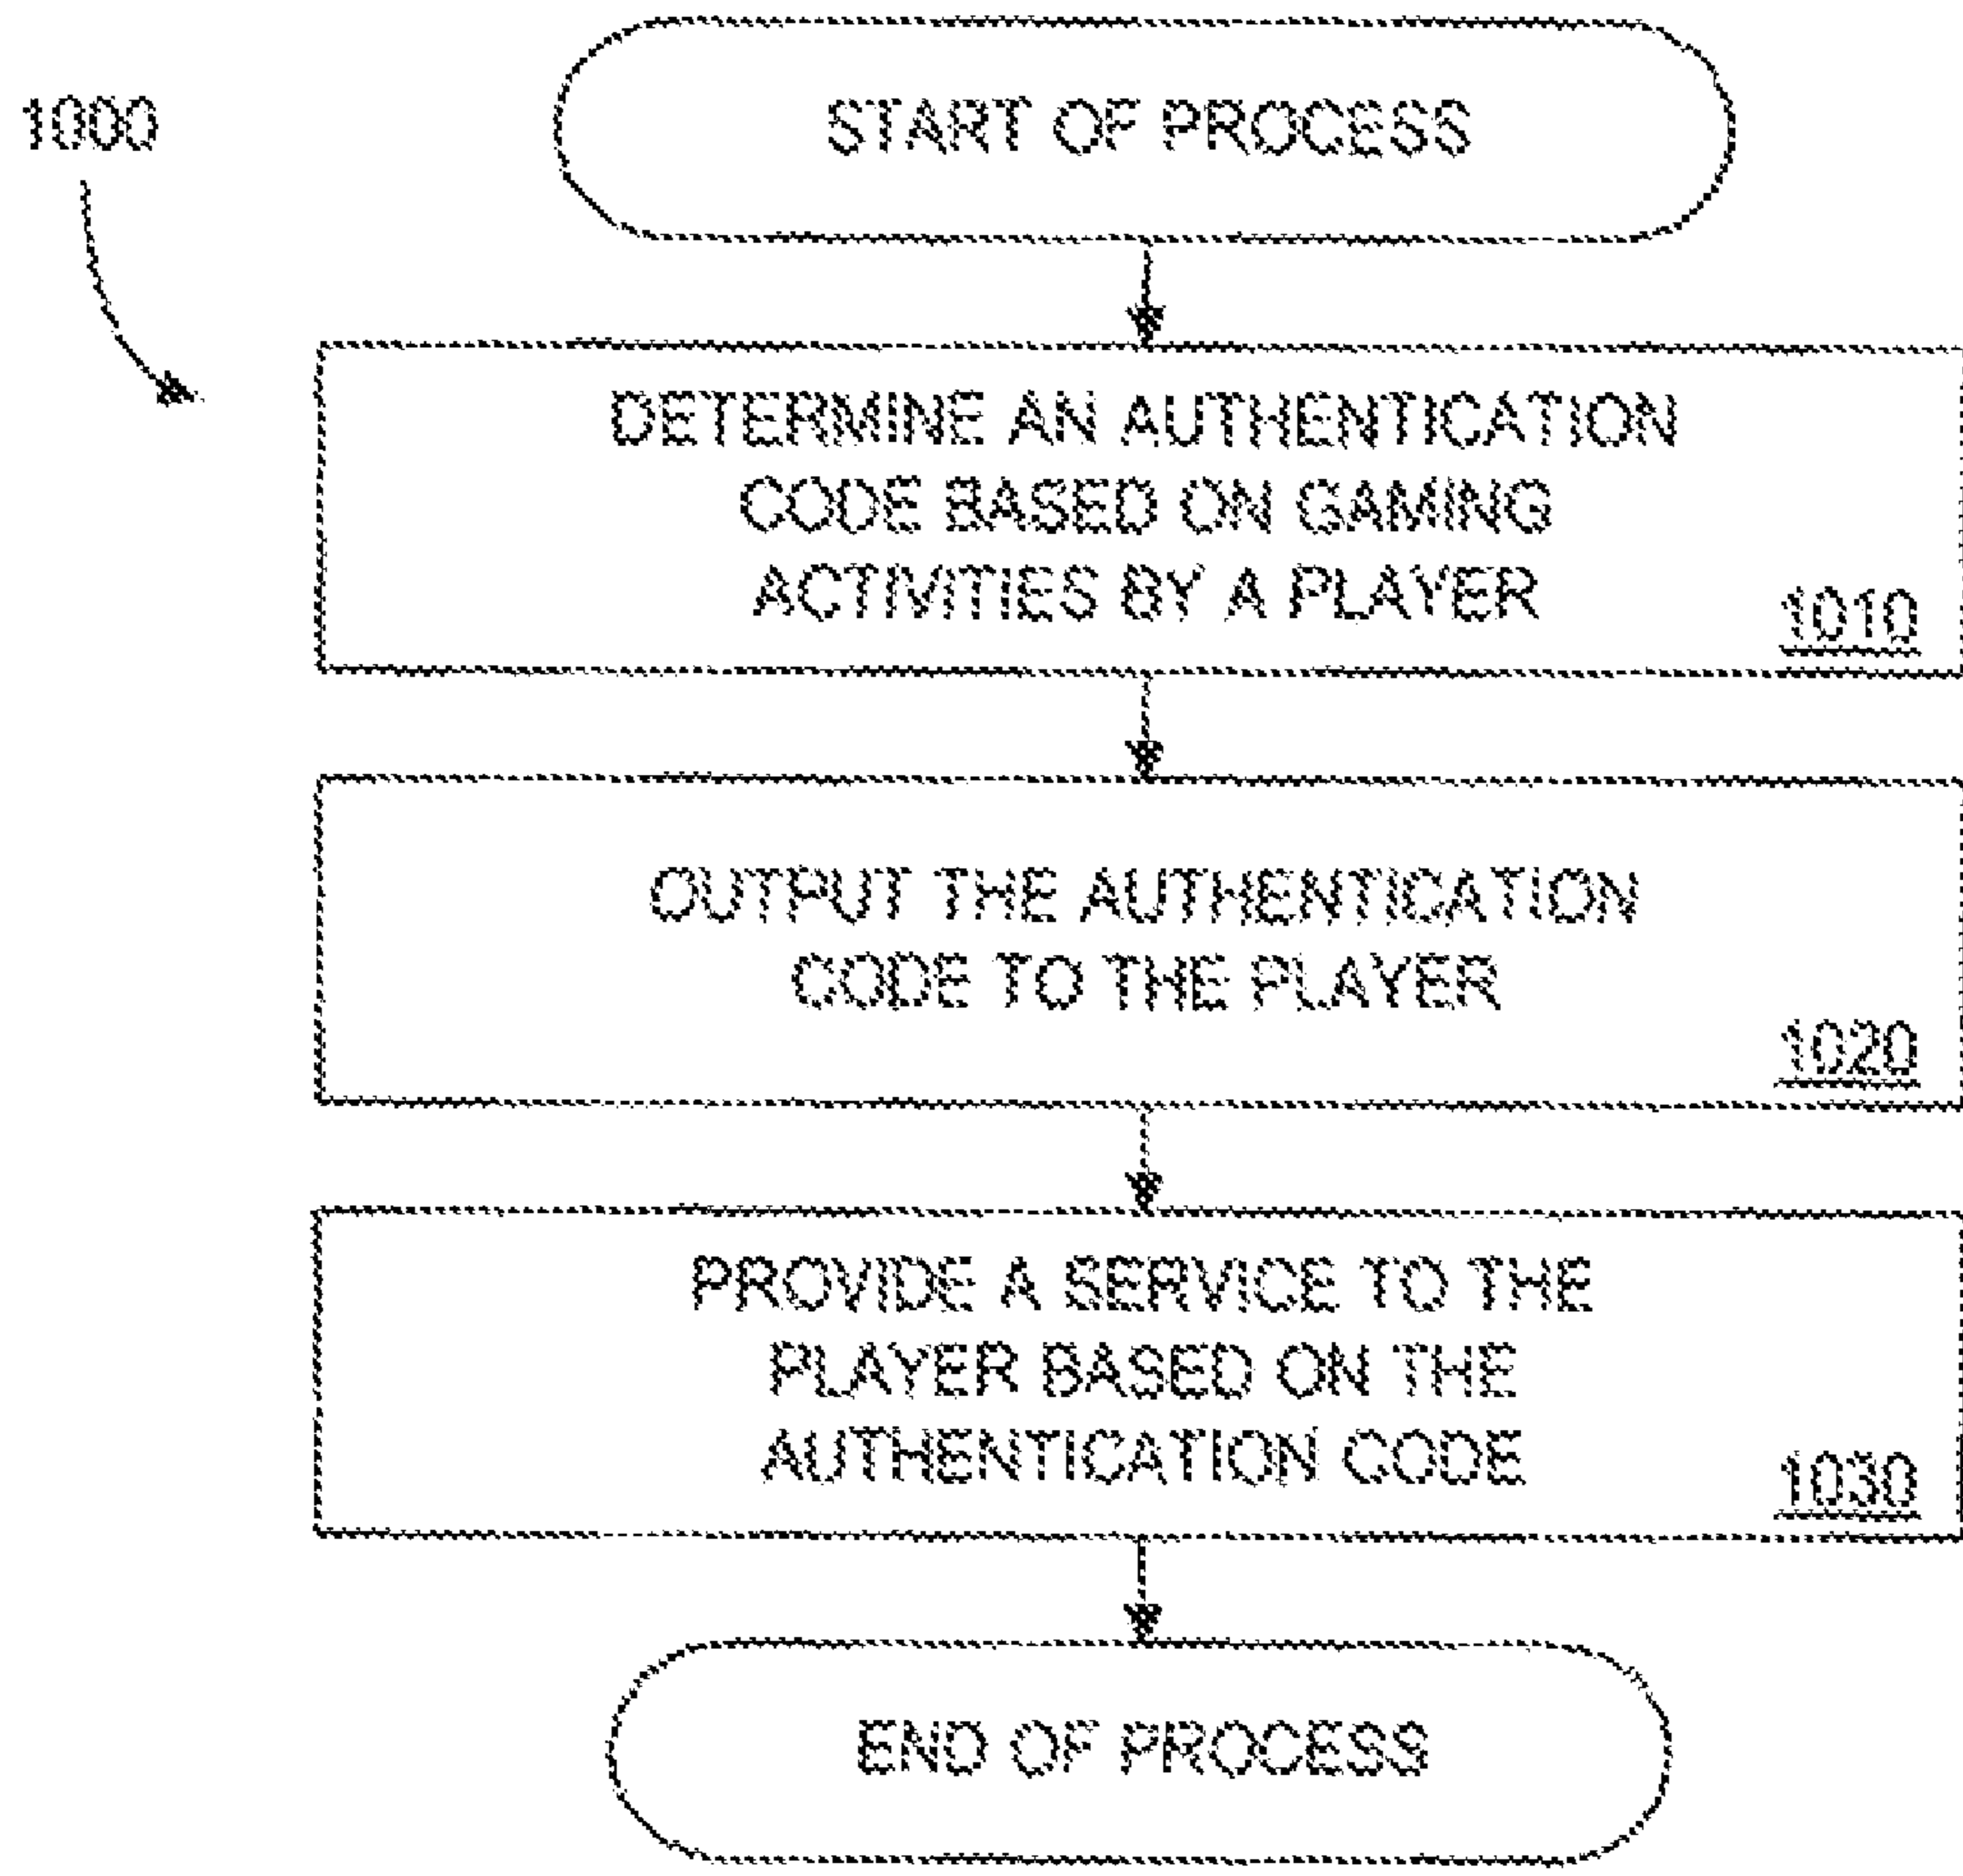 1000
START OF PROCESS
DETERMINE AN AUTHENTICATION
CODE BASED ON GAMING
ACTIVITIES BY A PLAYER
1010
OUTPUT THE AUTHENTICATION
CODE TO THE PLAYER
1020
PROVIDE A SERVICE TO THE
PLAYER BASED ON THE
AUTHENTICATION CODE
1030
END OF PROCESS